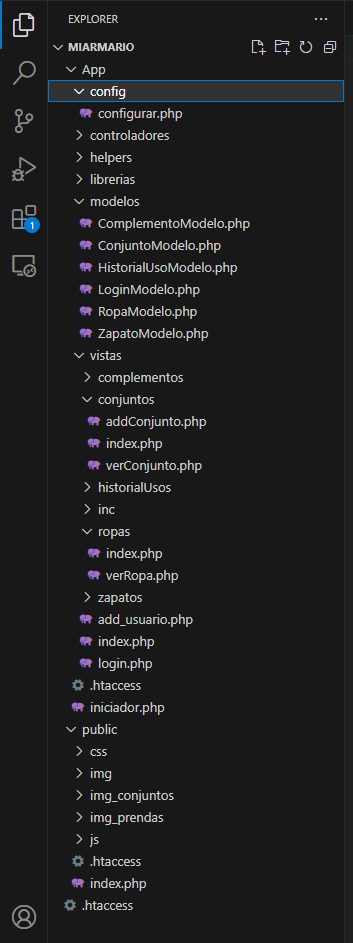 EXPLORER
MIARMARIO
App
config
configurar.php
controladores
helpers
librerias
modelos
ComplementoModelo.php
ConjuntoModelo.php
HistorialUsoModelo.php
LoginModelo.php
RopaModelo.php
ZapatoModelo.php
vistas
complementos
conjuntos
addConjunto.php
index.php
verConjunto.php
historialUsos
inc
ropas
index.php
verRopa.php
zapatos
add_usuario.php
index.php
login.php
.htaccess
iniciador.php
public
css
img
img_conjuntos
img_prendas
js
.htaccess
index.php
.htaccess
1